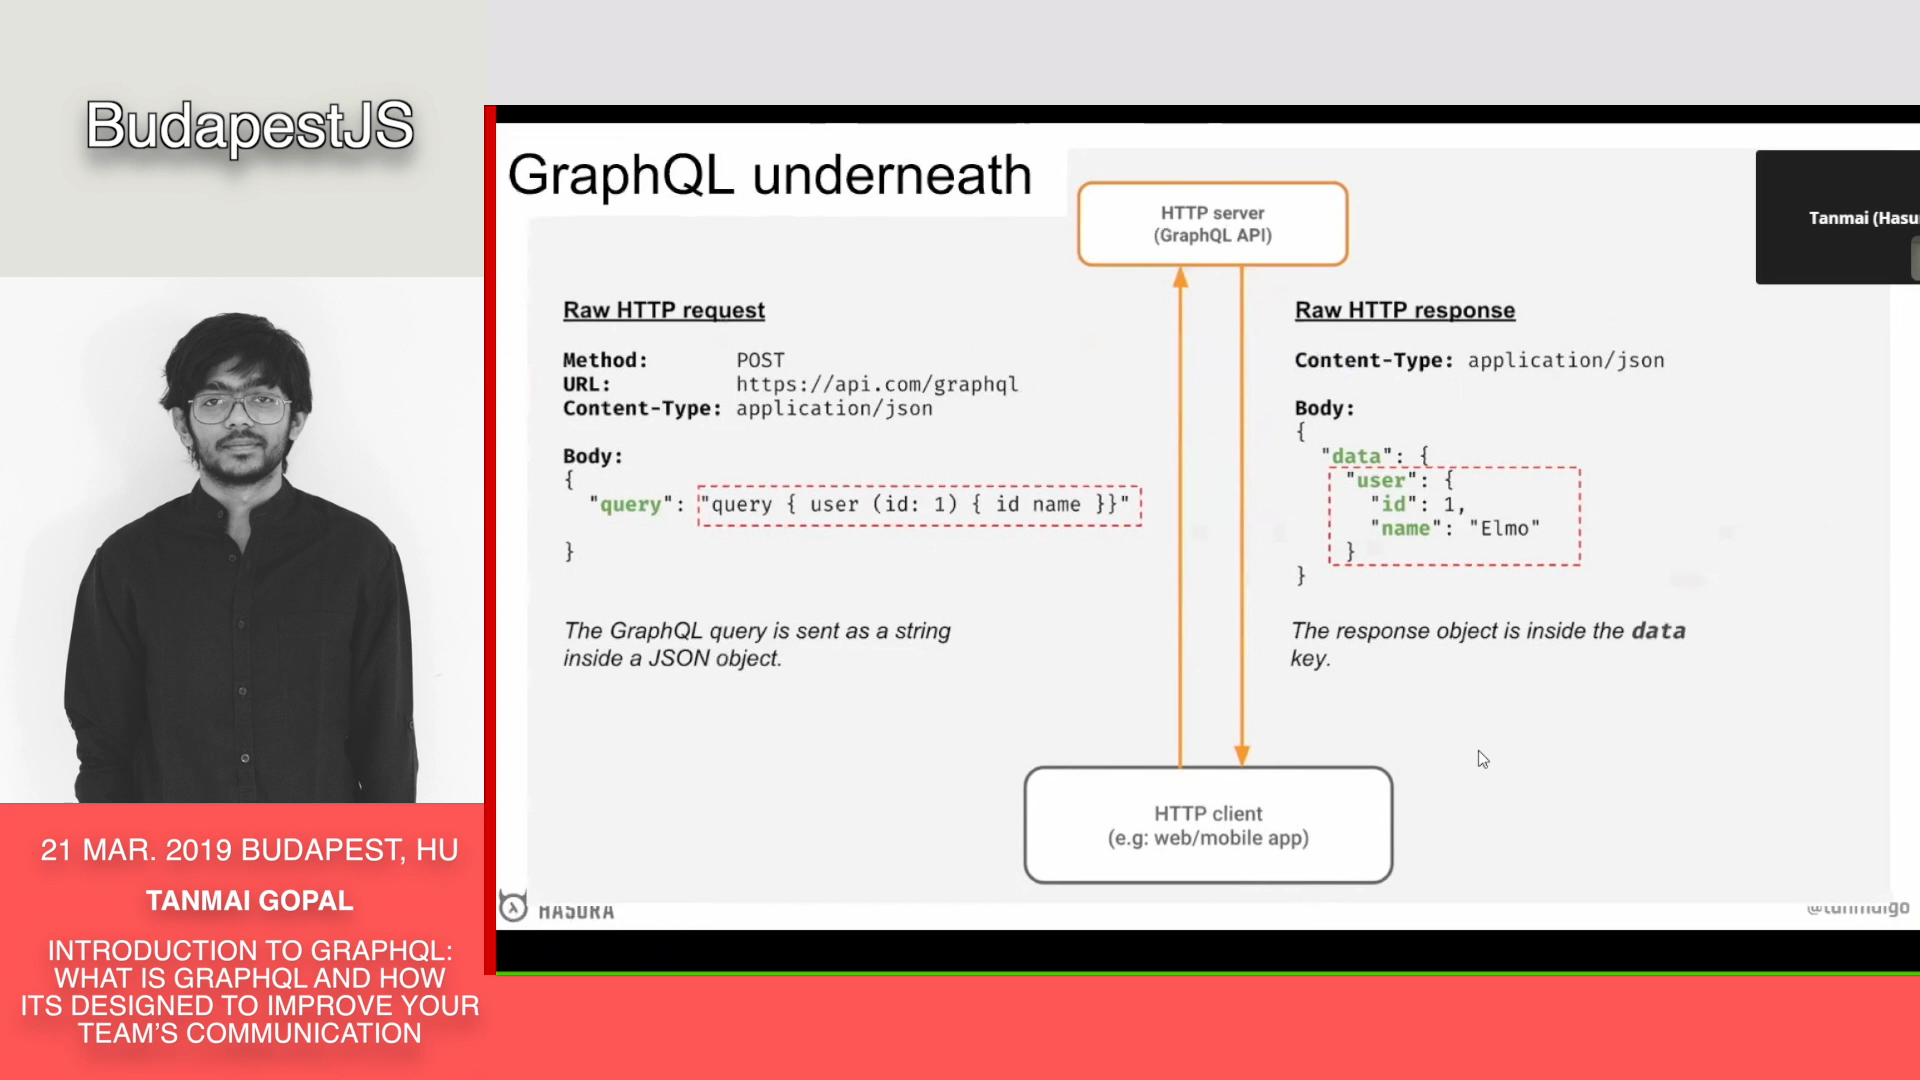 BudapestJS
21 MAR. 2019 BUDAPEST, HU
TANMAI GOPAL
INTRODUCTION TO GRAPHQL:
WHAT IS GRAPHQL AND HOW
ITS DESIGNED TO IMPROVE YOUR
TEAM'S COMMUNICATION
GraphQL underneath
HTTP server
(GraphQL API)
Tanmai (Hasu
Raw HTTP request
Method: POST
URL: https://api.com/graphql
Content-Type: application/json
Body:
{
"query": "query { user (id: 1) { id name }}"
}
The GraphQL query is sent as a string
inside a JSON object.
Raw HTTP response
Content-Type: application/json
Body:
{
"data": {
"user": {
"id": 1,
"name": "Elmo"
}
}
The response object is inside the data
key.
HTTP client
(e.g: web/mobile app)
HASURA